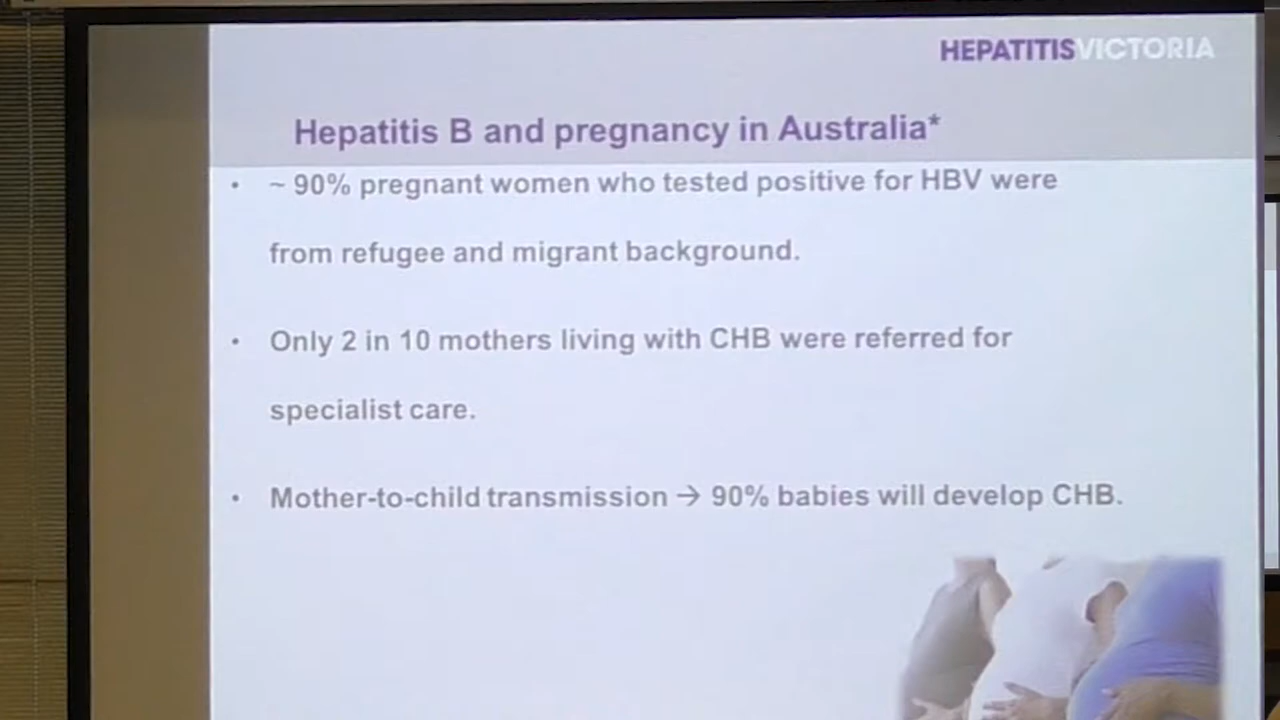 HEPATITISVICTORIA
Hepatitis B and pregnancy in Australia*
• ~ 90% pregnant women who tested positive for HBV were
from refugee and migrant background.
• Only 2 in 10 mothers living with CHB were referred for
specialist care.
• Mother-to-child transmission → 90% babies will develop CHB.